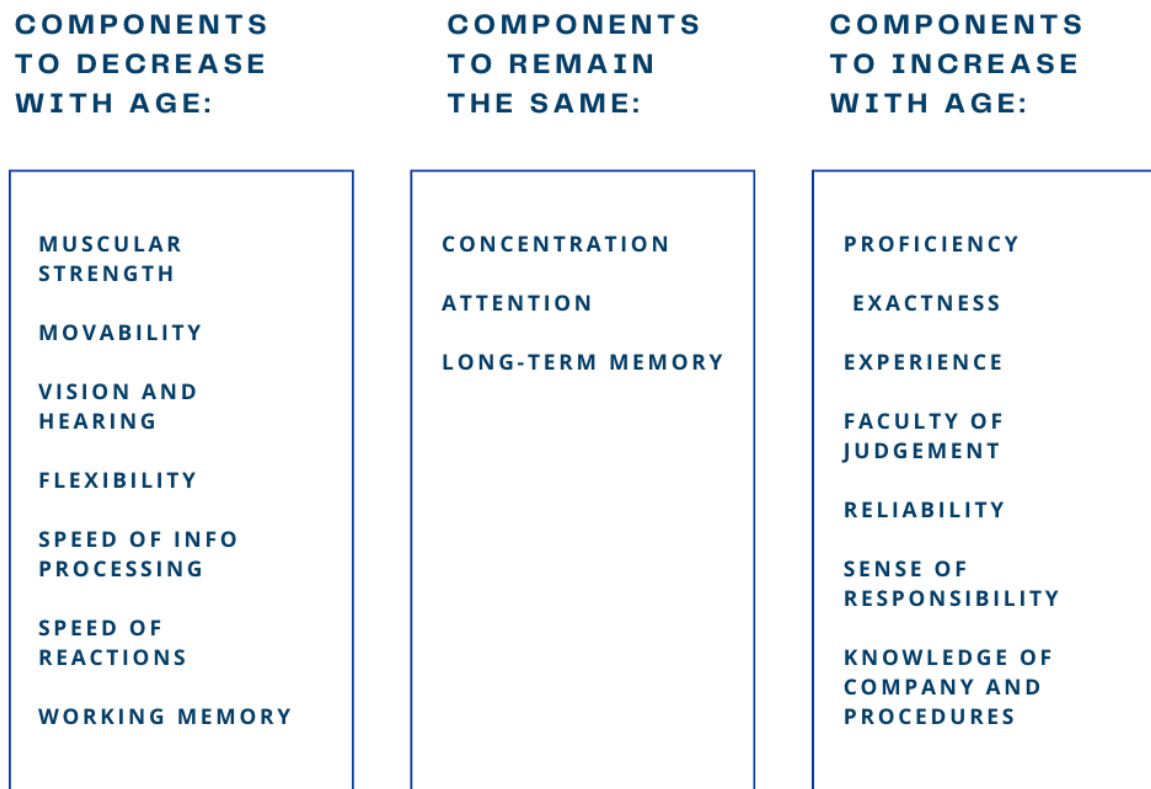 COMPONENTS
TO DECREASE
WITH AGE:
MUSCULAR
STRENGTH
MOVABILITY
VISION AND
HEARING
FLEXIBILITY
SPEED OF INFO
PROCESSING
SPEED OF
REACTIONS
WORKING MEMORY
COMPONENTS
TO REMAIN
THE SAME:
CONCENTRATION
ATTENTION
LONG-TERM MEMORY
COMPONENTS
TO INCREASE
WITH AGE:
PROFICIENCY
EXACTNESS
EXPERIENCE
FACULTY OF
JUDGEMENT
RELIABILITY
SENSE OF
RESPONSIBILITY
KNOWLEDGE OF
COMPANY AND
PROCEDURES